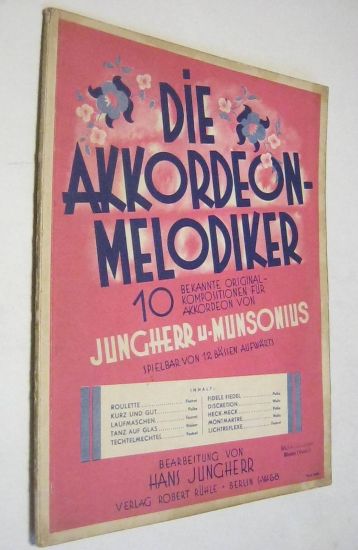 DIE
AKKORDEON-
MELODIKER
10 BEKANNTE ORIGINAL-
KOMPOSITIONEN FÜR
AKKORDEON VON
JUNGHERR u. MUNSONIUS
SPIELBAR VON 12 BÄSSEN AUFWÄRTS
INHALT:
ROULETTE
KURZ UND GUT
LAUFMASCHEN
TANZ AUF GLAS
TECHTELMECHTEL
FIDELE FIEDEL
DISCRETION
HECK-MECK
MONTMARTRE
LICHTREFLEXE
BEARBEITUNG VON
HANS JUNGHERR
VERLAG ROBERT RÜHLE · BERLIN SW68